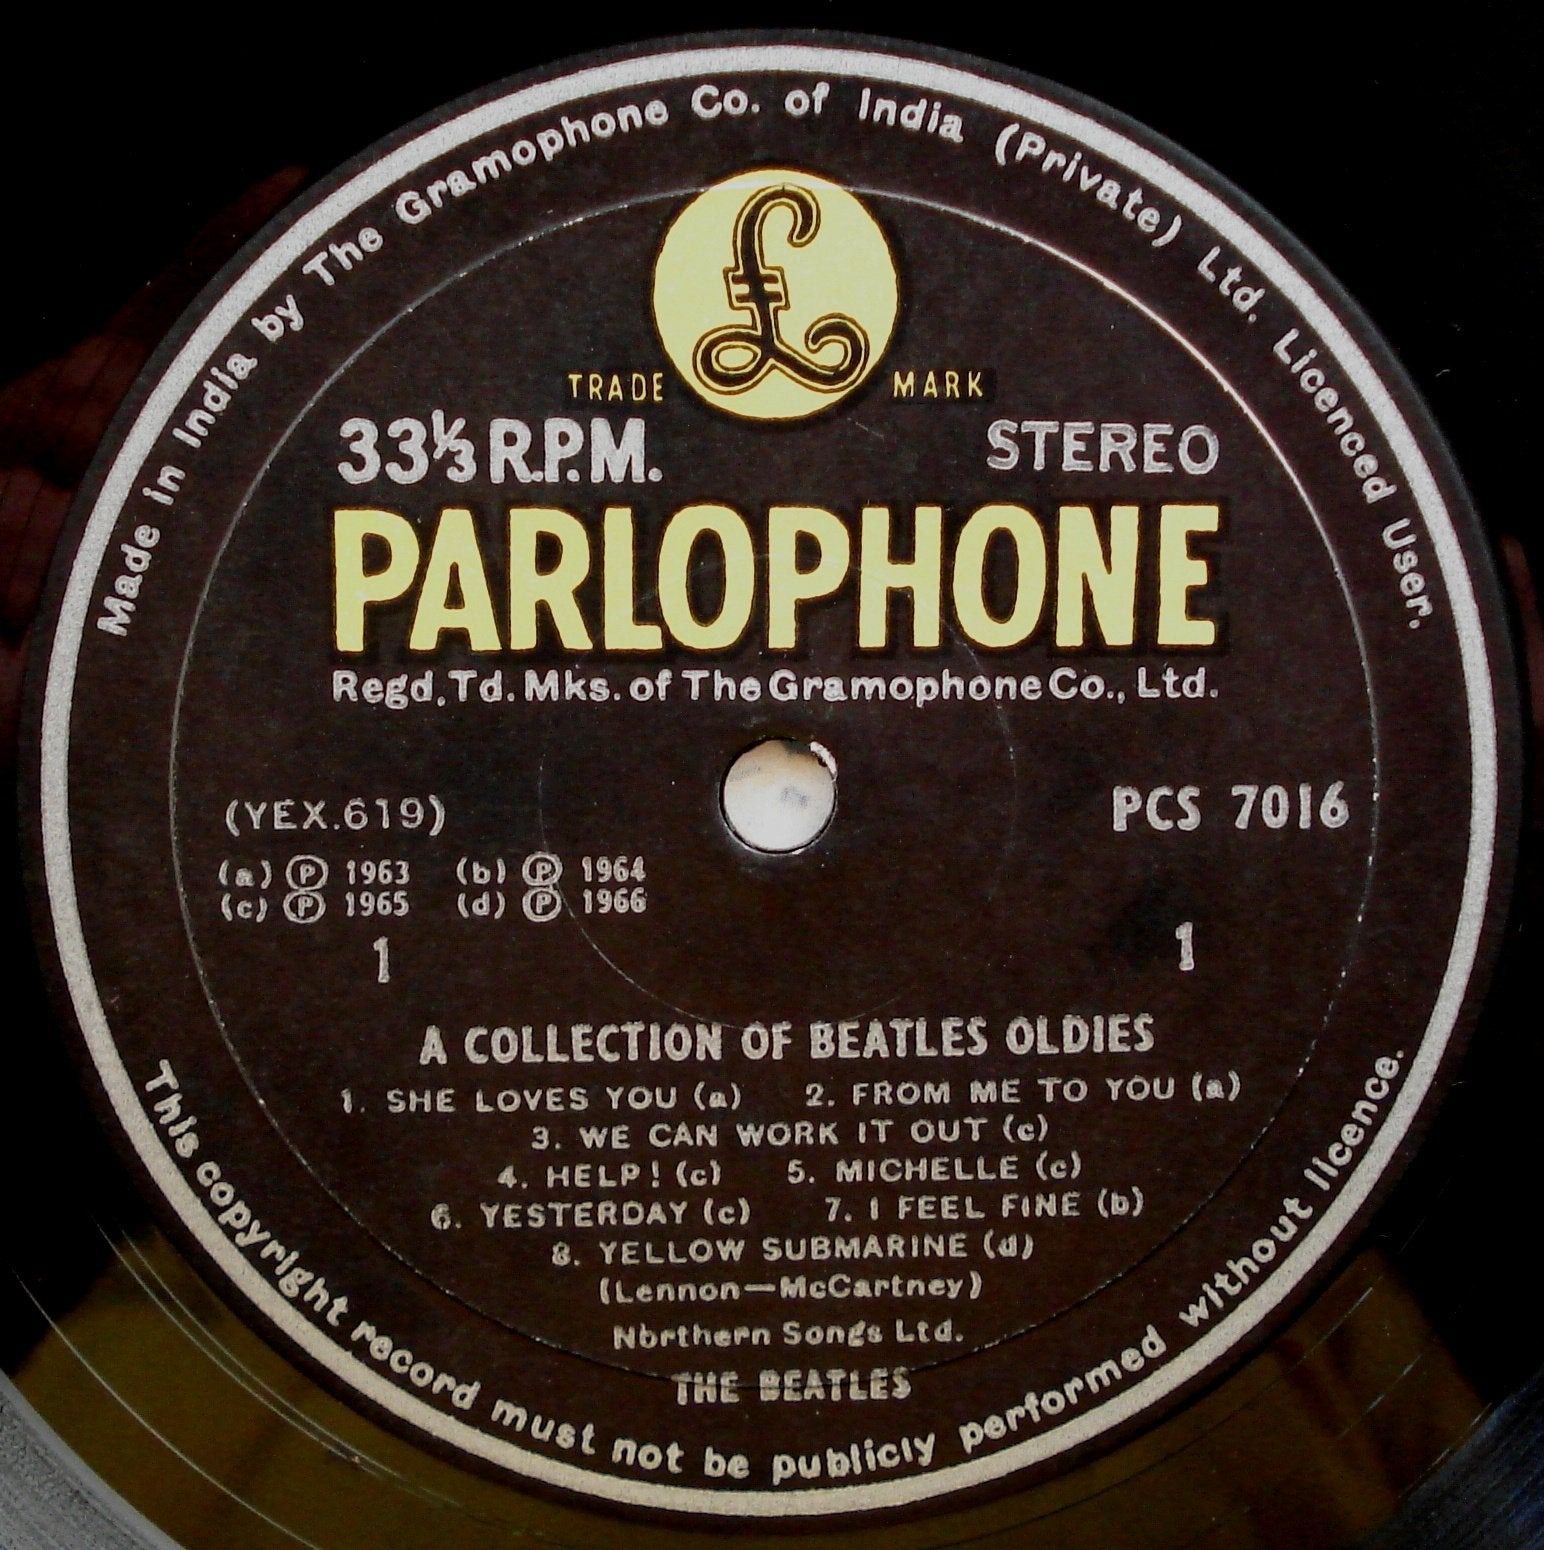 Made in India by The Gramophone Co. of India (Private) Ltd. Licenced User.
£
TRADE MARK
33⅓ R.P.M. STEREO
PARLOPHONE
Regd. Td. Mks. of The Gramophone Co., Ltd.
(YEX.619) PCS 7016
(a) Ⓟ 1963 (b) Ⓟ 1964
(c) Ⓟ 1965 (d) Ⓟ 1966
1 1
A COLLECTION OF BEATLES OLDIES
1. SHE LOVES YOU (a) 2. FROM ME TO YOU (a)
3. WE CAN WORK IT OUT (c)
4. HELP! (c) 5. MICHELLE (c)
6. YESTERDAY (c) 7. I FEEL FINE (b)
8. YELLOW SUBMARINE (d)
(Lennon—McCartney)
Nbrthern Songs Ltd.
THE BEATLES
This copyright record must not be publicly performed without licence.